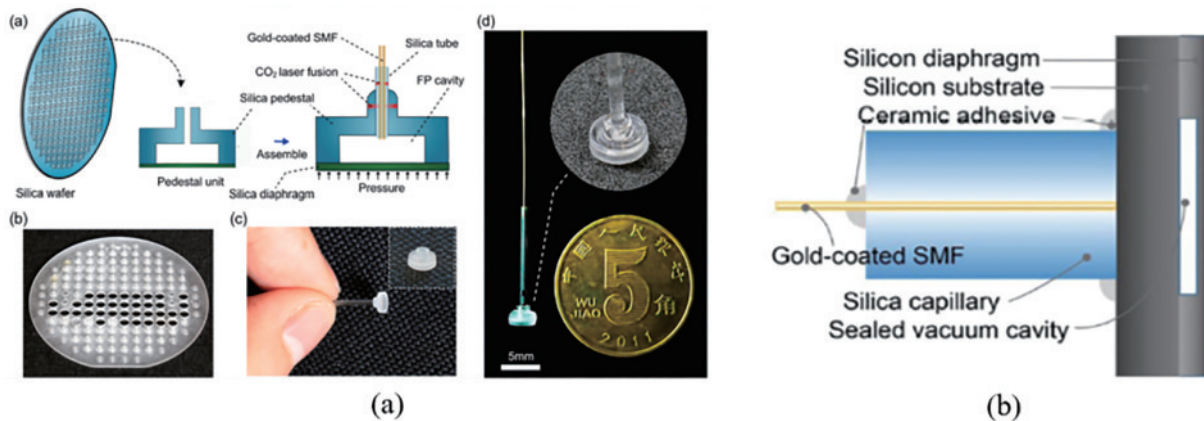 (a)
Gold-coated SMF
CO₂ laser fusion
Silica pedestal
Silica tube
FP cavity
Assemble
Silica wafer
Pedestal unit
Silica diaphragm
Pressure
(b)
(c)
(d)
中国人民银行
WU
JIAO
5
角
2011
5mm
(a)
Silicon diaphragm
Silicon substrate
Ceramic adhesive
Gold-coated SMF
Silica capillary
Sealed vacuum cavity
(b)